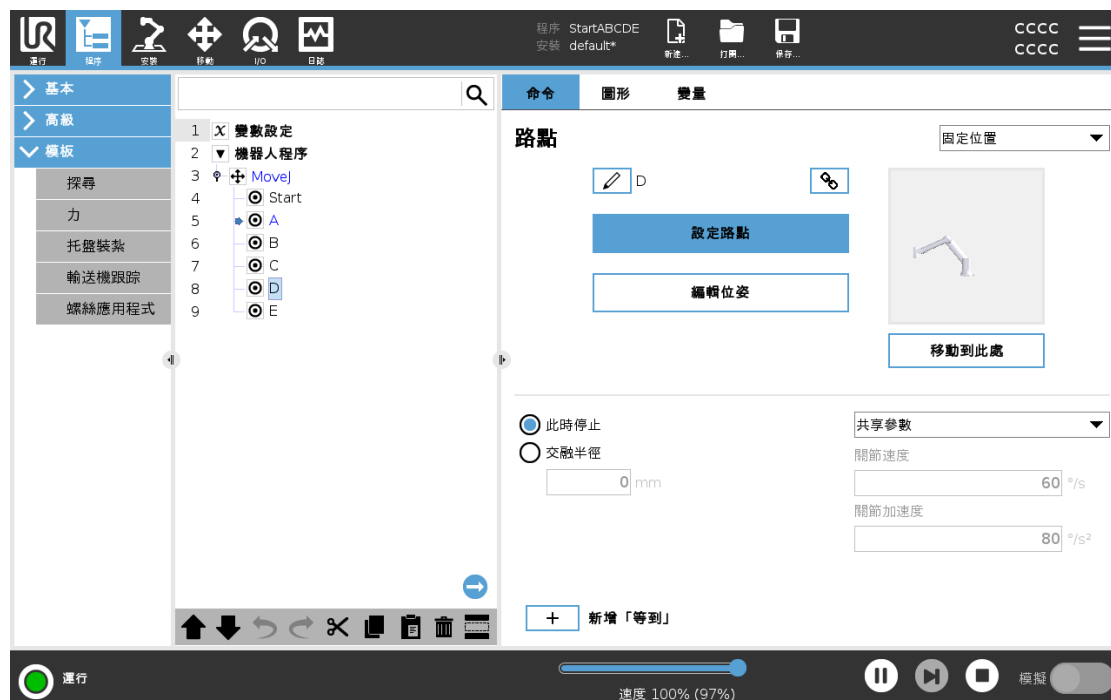 UR
運行
程序
安裝
移動
I/O
日誌
程序 StartABCDE
安裝 default*
新建...
打開...
保存...
CCCC
CCCC
基本
高級
模板
探尋
力
托盤裝紮
輸送機跟踪
螺絲應用程式
1 X 變數設定
2 ▼ 機器人程序
3 MoveJ
4 Start
5 A
6 B
7 C
8 D
9 E
命令 圖形 變量
路點
固定位置
D
設定路點
編輯位姿
移動到此處
此時停止
交融半徑
0 mm
共享參數
關節速度
60 °/s
關節加速度
80 °/s²
+ 新增「等到」
運行
速度 100% (97%)
模擬